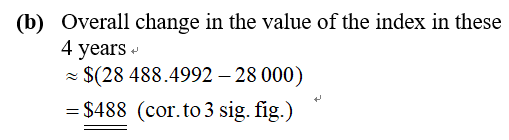 (b) Overall change in the value of the index in these
4 years
≈ $(28 488.4992 – 28 000)
= $488 (cor. to 3 sig. fig.)